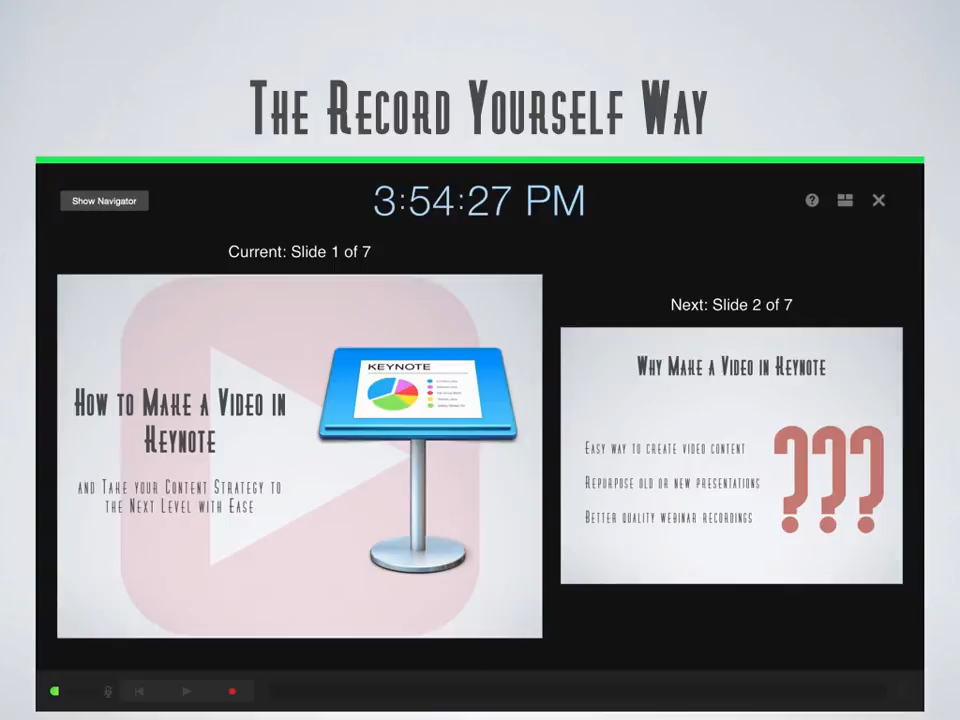 The Record Yourself Way
Show Navigator
3:54:27 PM
?
Current: Slide 1 of 7
Next: Slide 2 of 7
KEYNOTE
How to Make a Video in
Keynote
and Take your Content Strategy to
the Next Level with Ease
Why Make a Video in Keynote
Easy way to create video content
Repurpose old or new presentations
Better quality webinar recordings
???